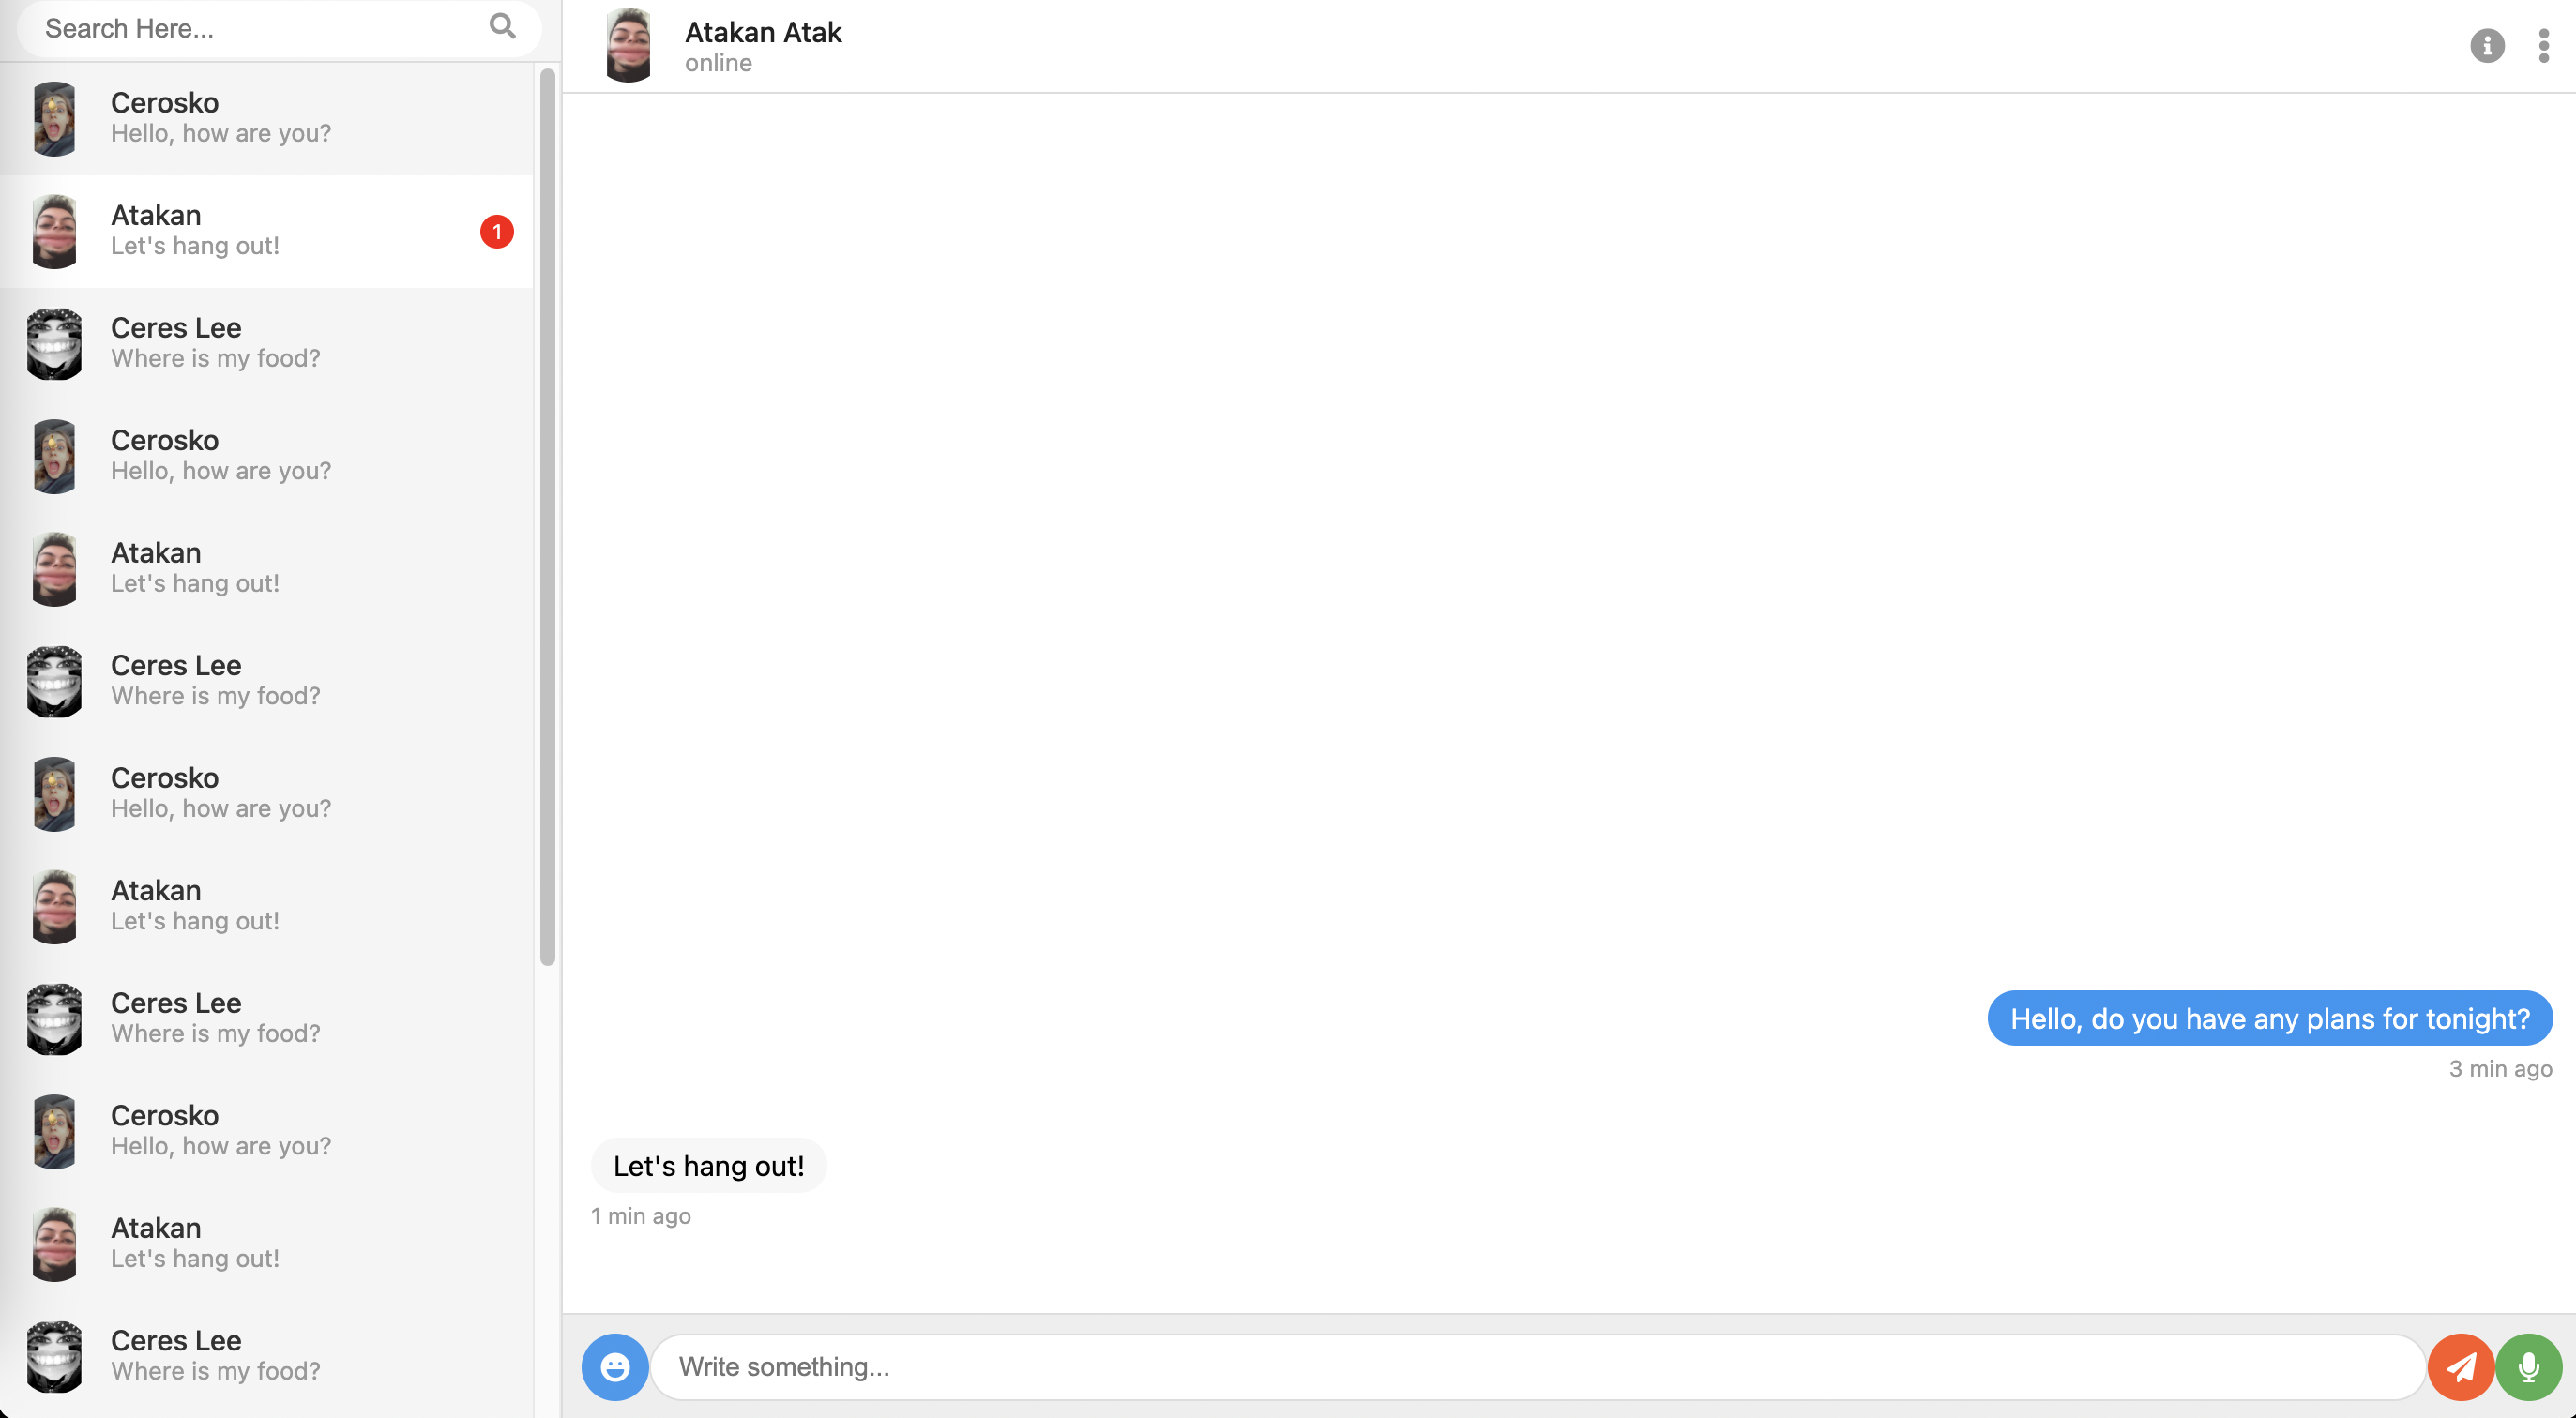 Search Here...
Cerosko
Hello, how are you?
Atakan
Let's hang out!
1
Ceres Lee
Where is my food?
Cerosko
Hello, how are you?
Atakan
Let's hang out!
Ceres Lee
Where is my food?
Cerosko
Hello, how are you?
Atakan
Let's hang out!
Ceres Lee
Where is my food?
Cerosko
Hello, how are you?
Atakan
Let's hang out!
Ceres Lee
Where is my food?
Atakan Atak
online
Hello, do you have any plans for tonight?
3 min ago
Let's hang out!
1 min ago
Write something...